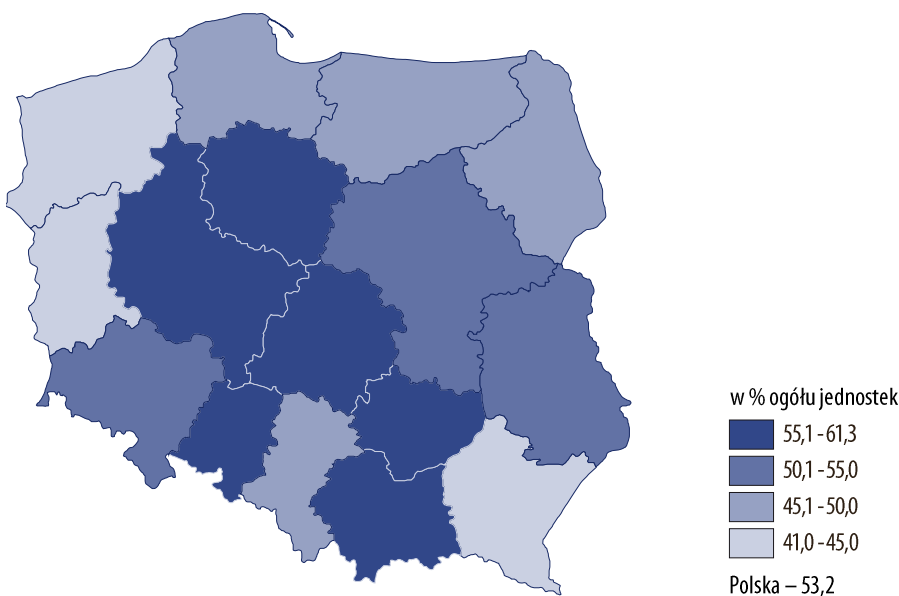 w % ogółu jednostek
55,1 - 61,3
50,1 - 55,0
45,1 - 50,0
41,0 - 45,0
Polska – 53,2